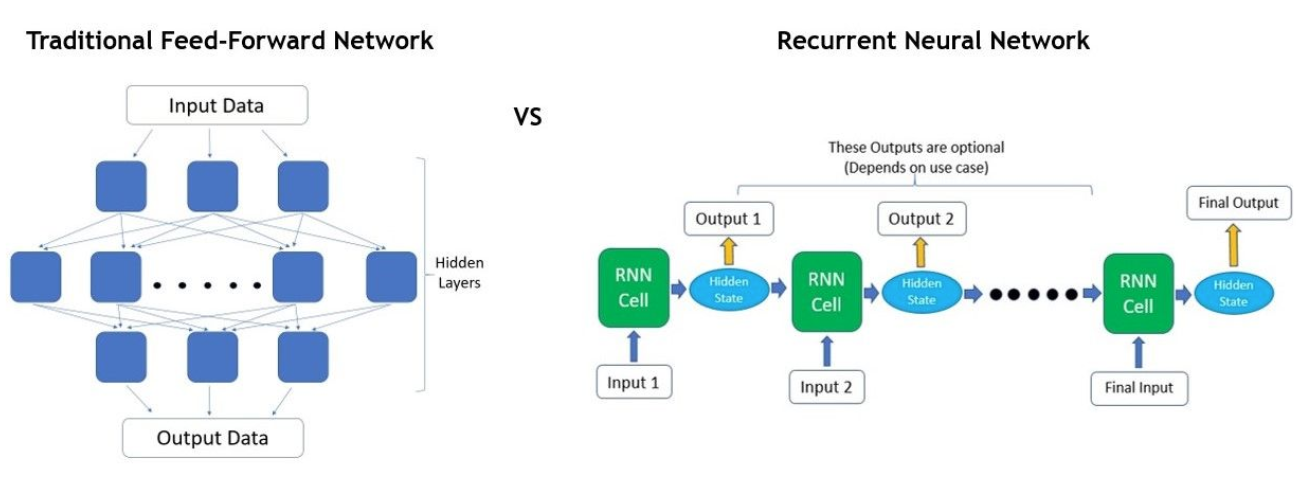 Traditional Feed-Forward Network
Input Data
Hidden
Layers
Output Data
VS
Recurrent Neural Network
These Outputs are optional
(Depends on use case)
Output 1
Output 2
Final Output
RNN
Cell
Hidden
State
RNN
Cell
Hidden
State
RNN
Cell
Hidden
State
Input 1
Input 2
Final Input